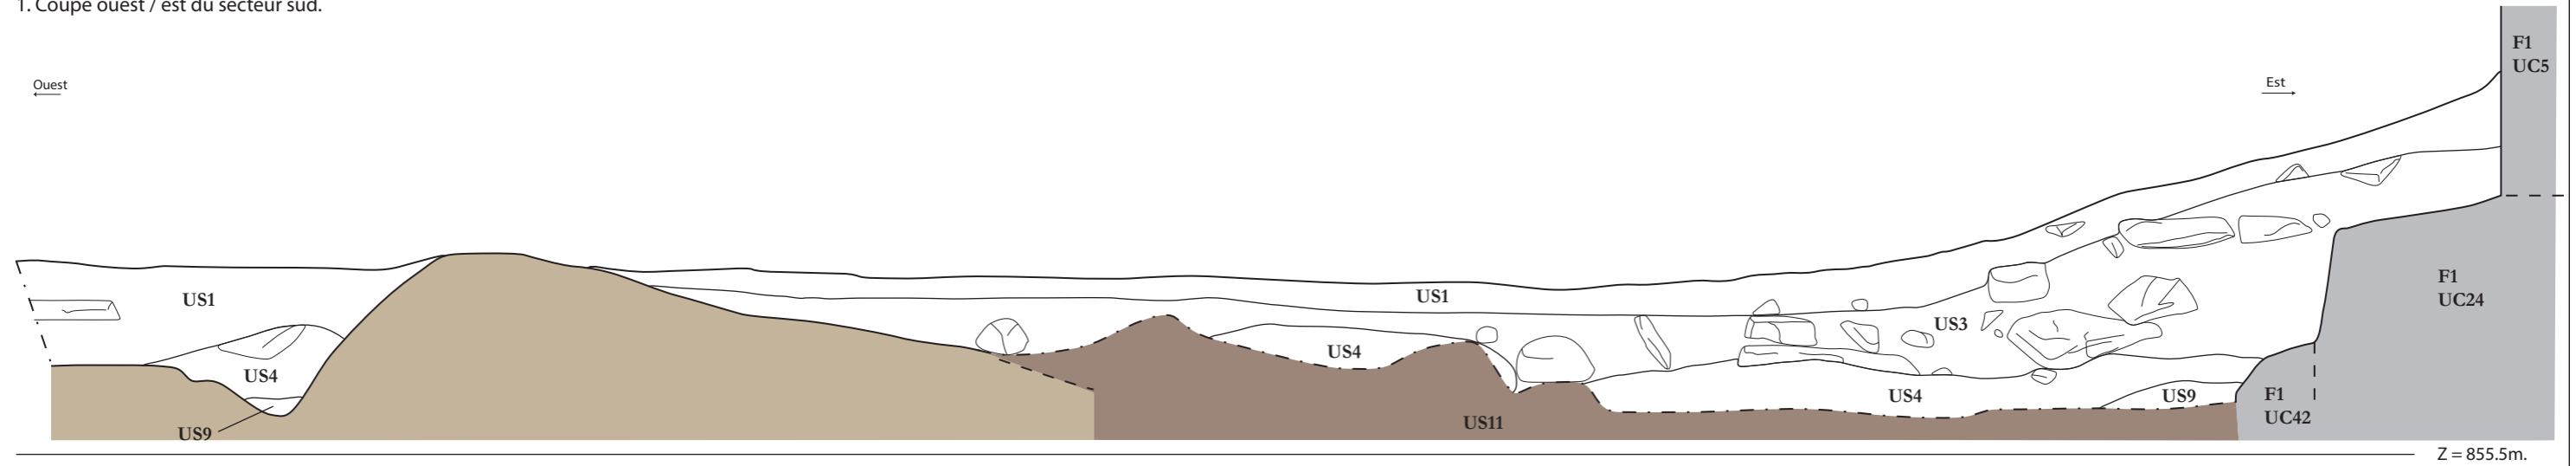 1. Coupe ouest / est du secteur sud.
Ouest
Est
F1
UC5
US1
US1
US3
F1
UC24
US4
US4
US4
US9
US9
US11
F1
UC42
Z = 855.5m.